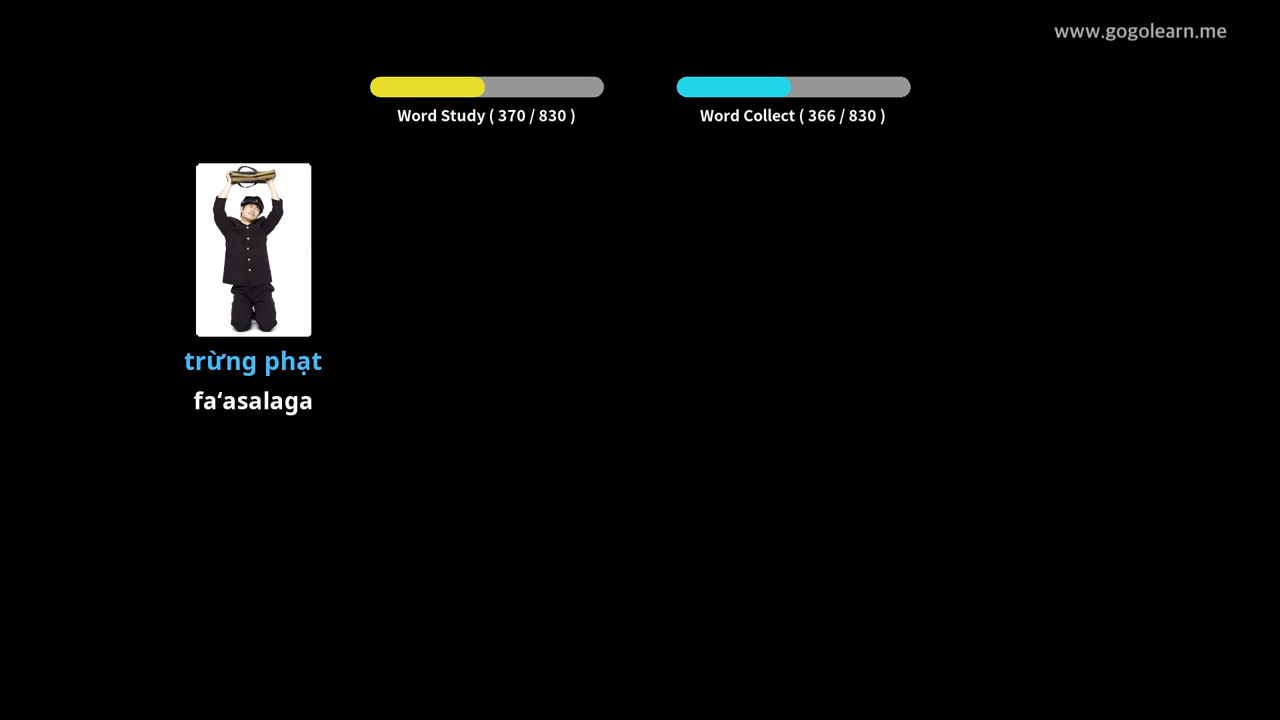 www.gogolearn.me
Word Study ( 370 / 830 )
Word Collect ( 366 / 830 )
trừng phạt
fa‘asalaga